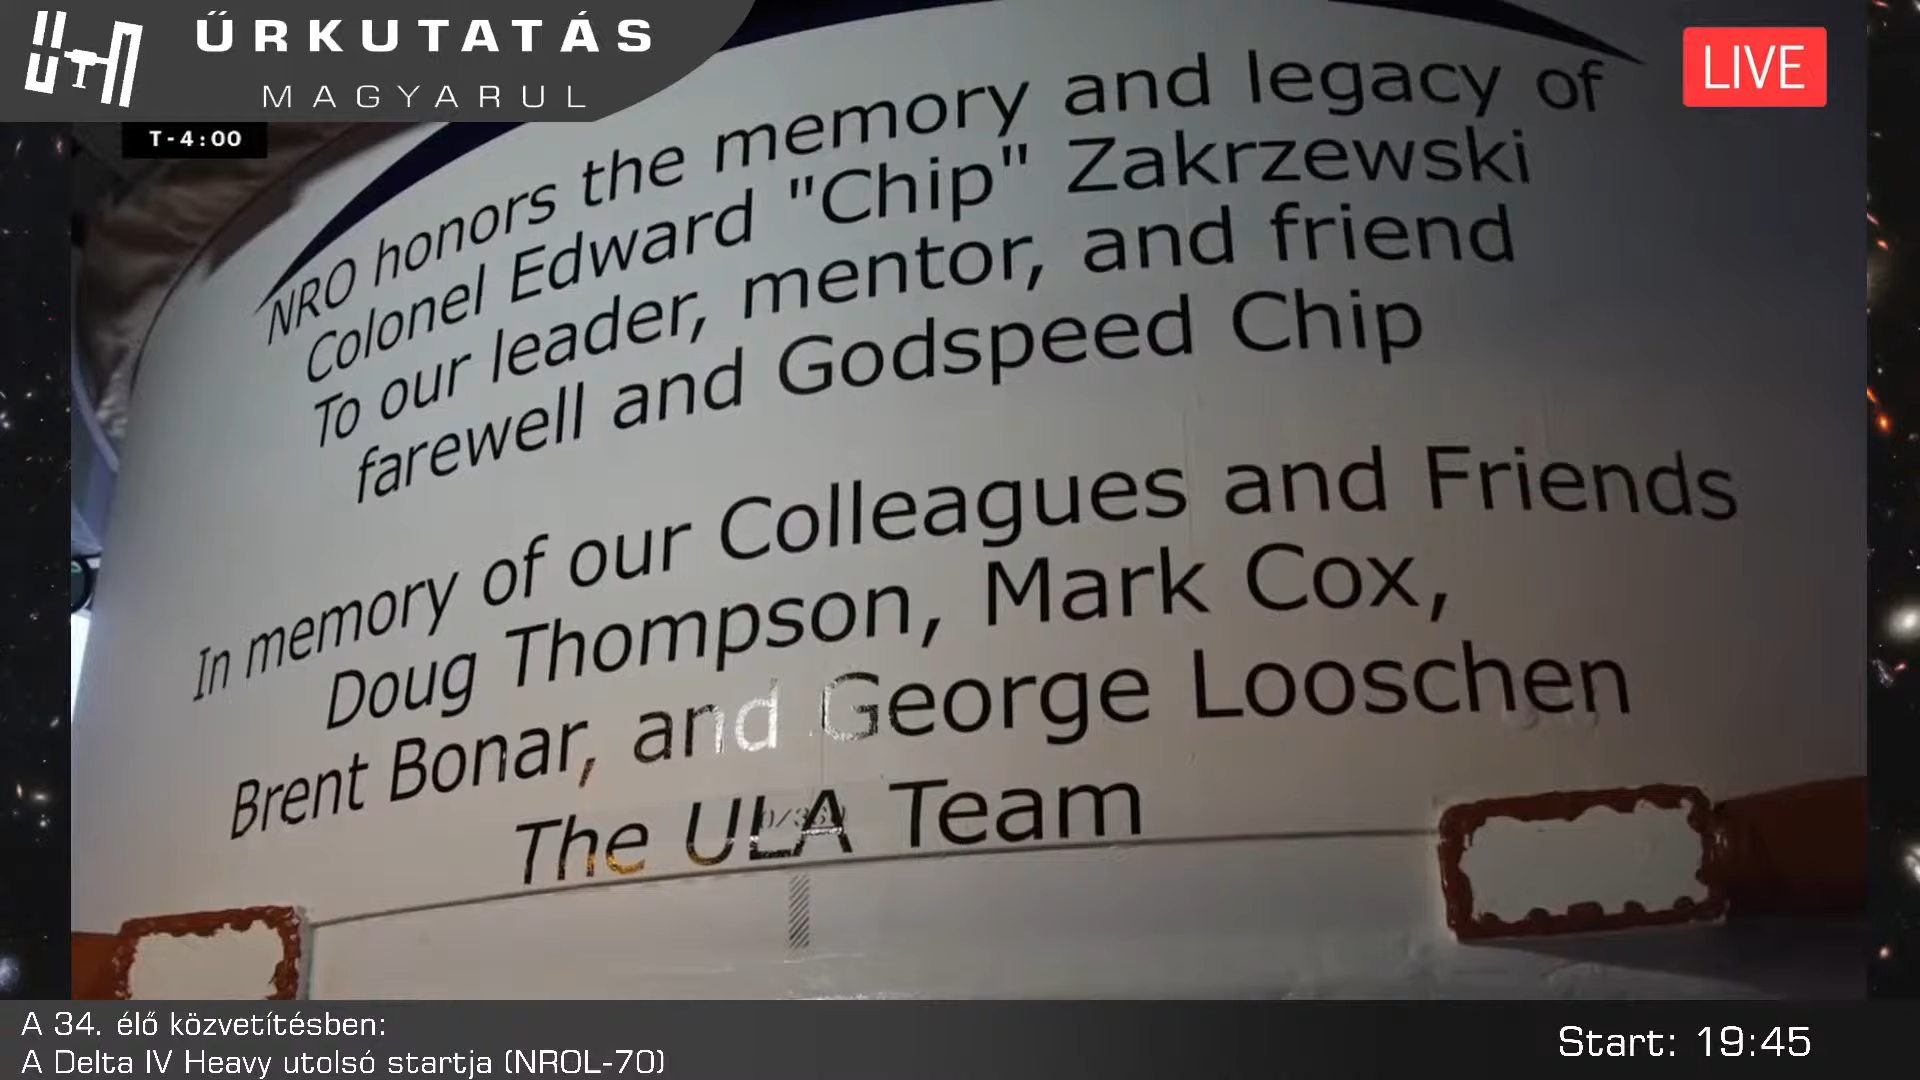 ŰRKUTATÁS
MAGYARUL
LIVE
T-4:00
NRO honors the memory and legacy of
Colonel Edward "Chip" Zakrzewski
To our leader, mentor, and friend
farewell and Godspeed Chip
In memory of our Colleagues and Friends
Doug Thompson, Mark Cox,
Brent Bonar, and George Looschen
The ULA Team
A 34. élő közvetítésben:
A Delta IV Heavy utolsó startja (NROL-70)
Start: 19:45